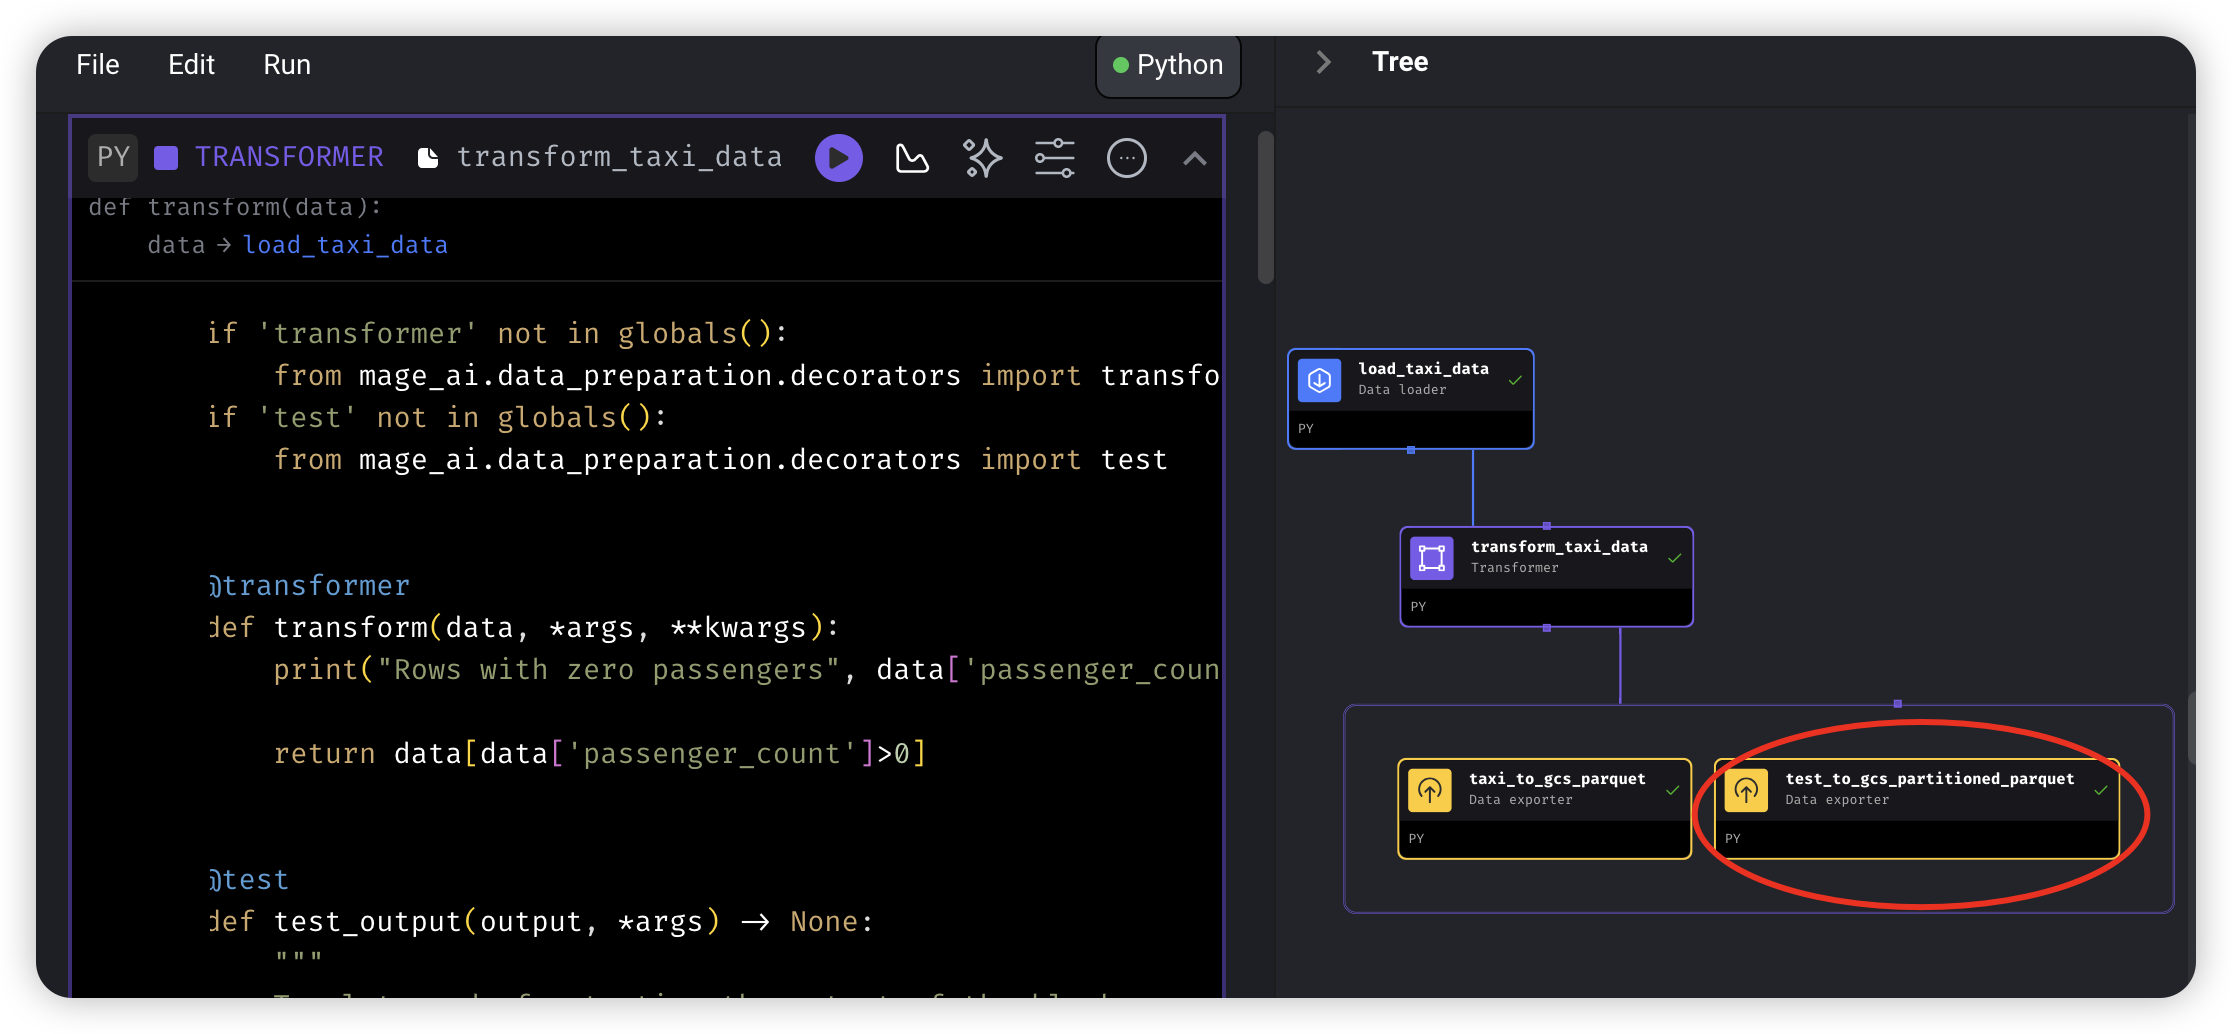 File Edit Run Python
PY TRANSFORMER transform_taxi_data
def transform(data):
data → load_taxi_data
if 'transformer' not in globals():
from mage_ai.data_preparation.decorators import transfo
if 'test' not in globals():
from mage_ai.data_preparation.decorators import test
@transformer
def transform(data, *args, **kwargs):
print("Rows with zero passengers", data['passenger_coun
return data[data['passenger_count']>0]
@test
def test_output(output, *args) → None:
"""
Tree
load_taxi_data
Data loader
PY
transform_taxi_data
Transformer
PY
taxi_to_gcs_parquet
Data exporter
PY
test_to_gcs_partitioned_parquet
Data exporter
PY